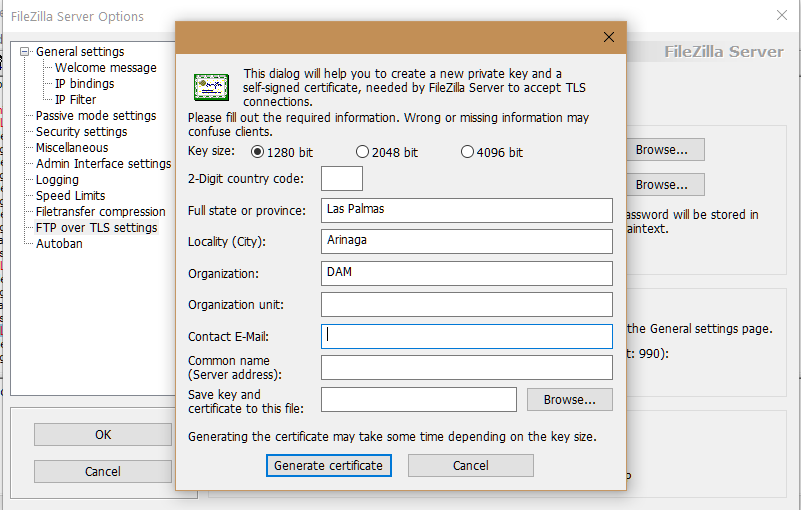 FileZilla Server Options
General settings
Welcome message
IP bindings
IP Filter
Passive mode settings
Security settings
Miscellaneous
Admin Interface settings
Logging
Speed Limits
Filetransfer compression
FTP over TLS settings
Autoban
OK
Cancel
This dialog will help you to create a new private key and a
self-signed certificate, needed by FileZilla Server to accept TLS
connections.
Please fill out the required information. Wrong or missing information may
confuse clients.
Key size: 1280 bit 2048 bit 4096 bit
2-Digit country code:
Full state or province: Las Palmas
Locality (City): Arinaga
Organization: DAM
Organization unit:
Contact E-Mail:
Common name
(Server address):
Save key and
certificate to this file: Browse...
Generating the certificate may take some time depending on the key size.
Generate certificate Cancel
FileZilla Server
Browse...
Browse...
assword will be stored in
aintext.
the General settings page.
t: 990):